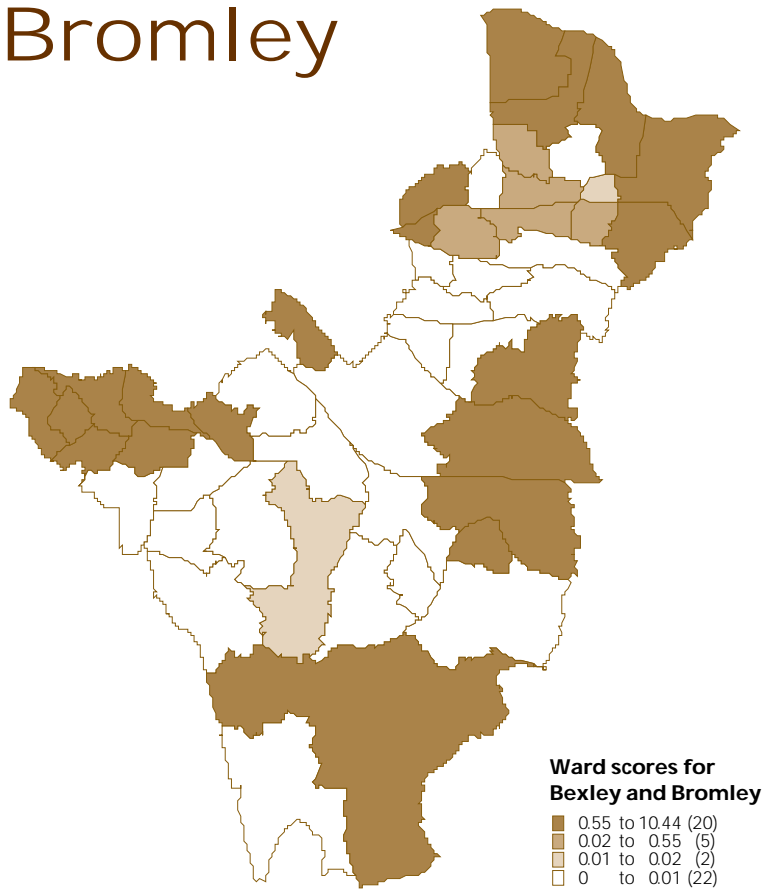 Bromley
Ward scores for
Bexley and Bromley
0.55 to 10.44 (20)
0.02 to 0.55 (5)
0.01 to 0.02 (2)
0 to 0.01 (22)